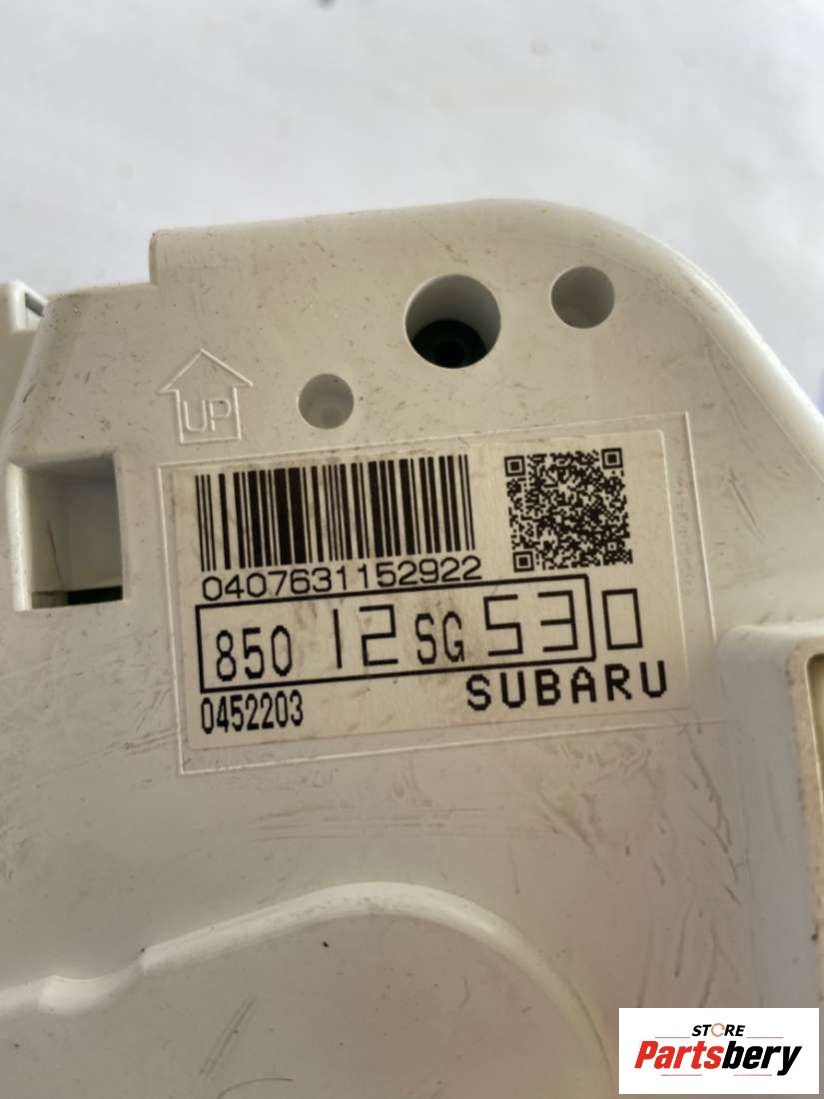 UP
0407631152922
850 12 SG 530
0452203 SUBARU
STORE
Partsbery